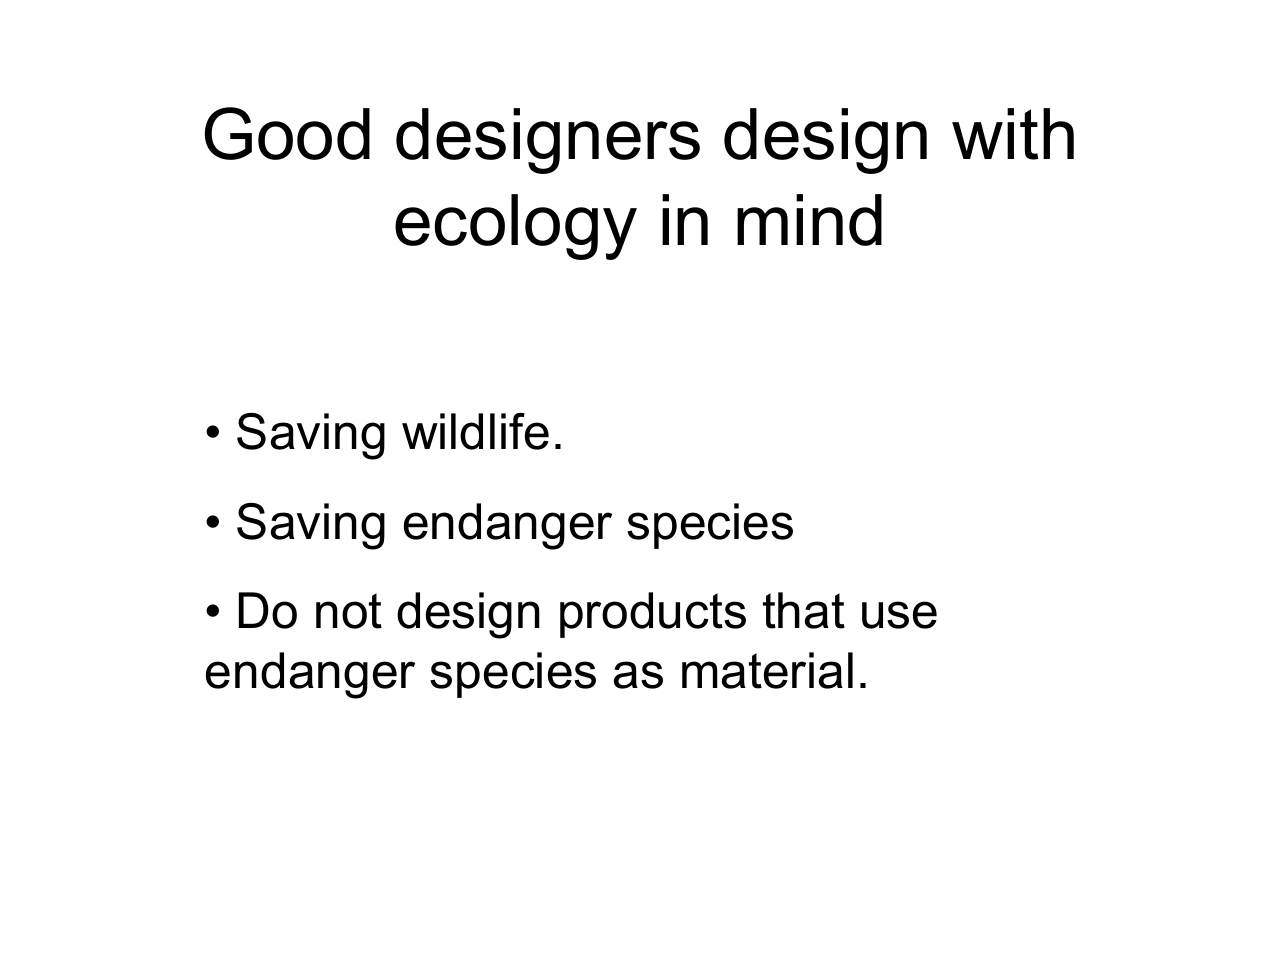 Good designers design with
ecology in mind
• Saving wildlife.
• Saving endanger species
• Do not design products that use
endanger species as material.